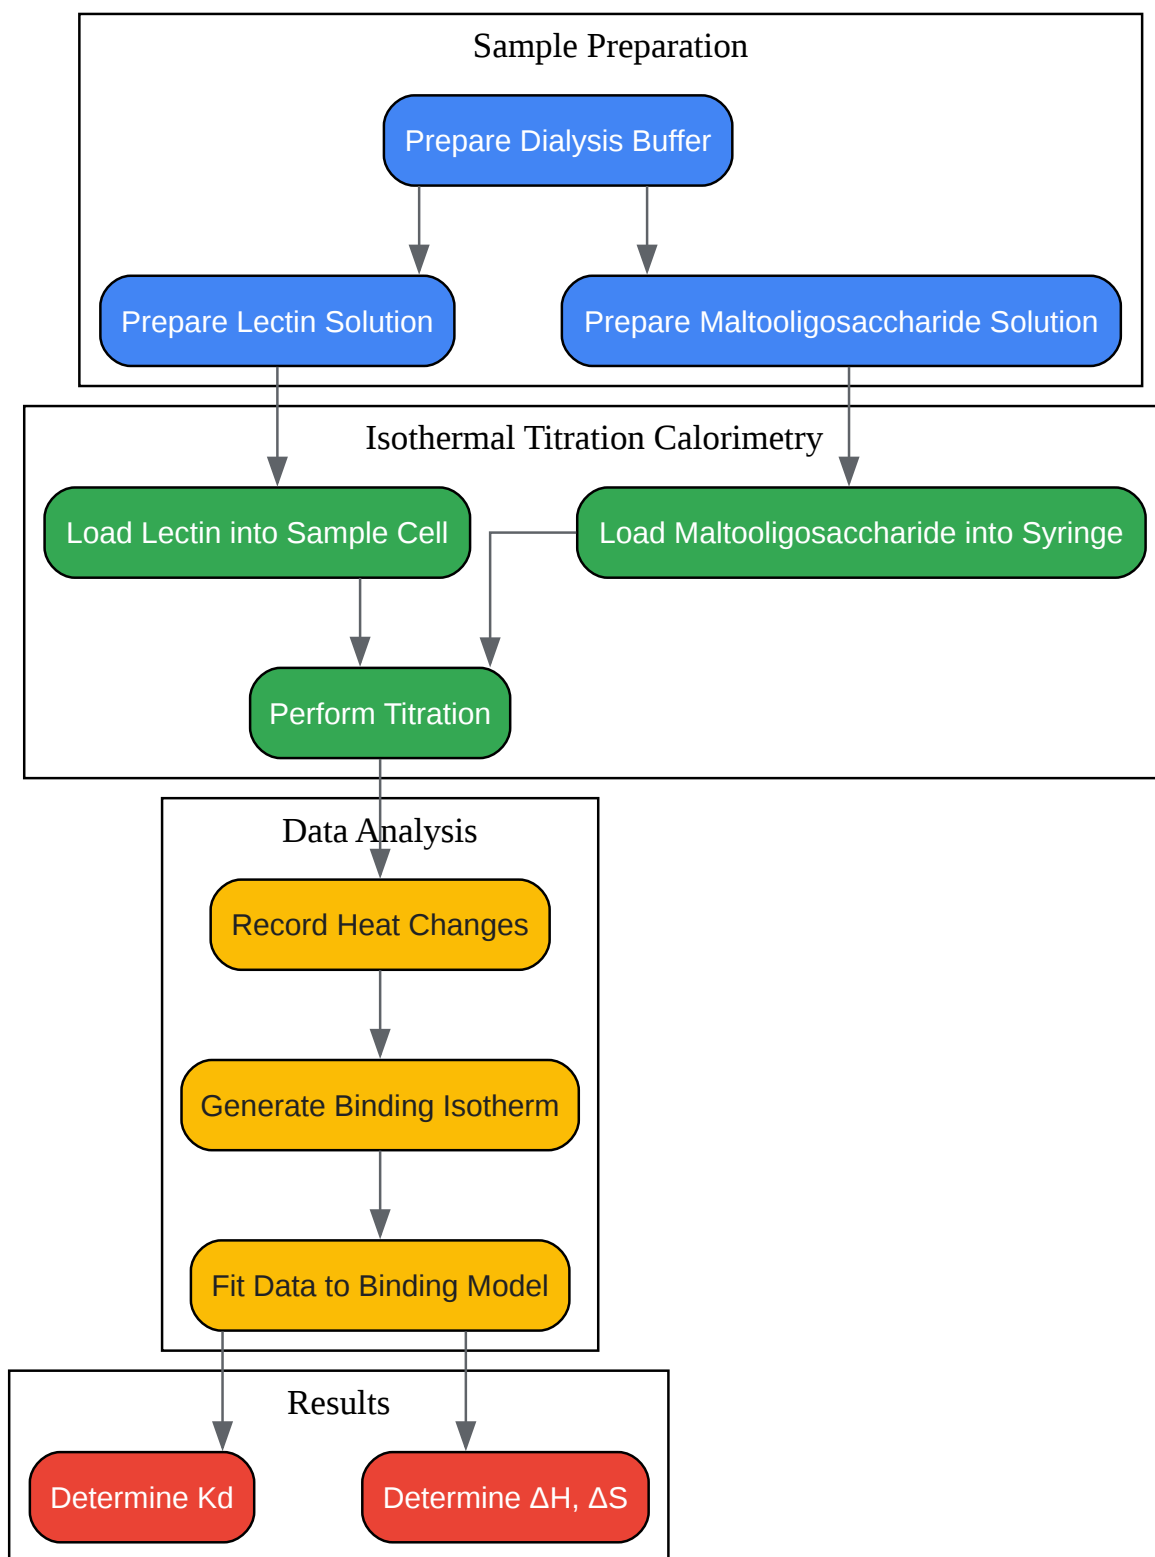 Sample Preparation
Prepare Dialysis Buffer
Prepare Lectin Solution
Prepare Maltooligosaccharide Solution
Isothermal Titration Calorimetry
Load Lectin into Sample Cell
Load Maltooligosaccharide into Syringe
Perform Titration
Data Analysis
Record Heat Changes
Generate Binding Isotherm
Fit Data to Binding Model
Results
Determine Kd
Determine ΔH, ΔS